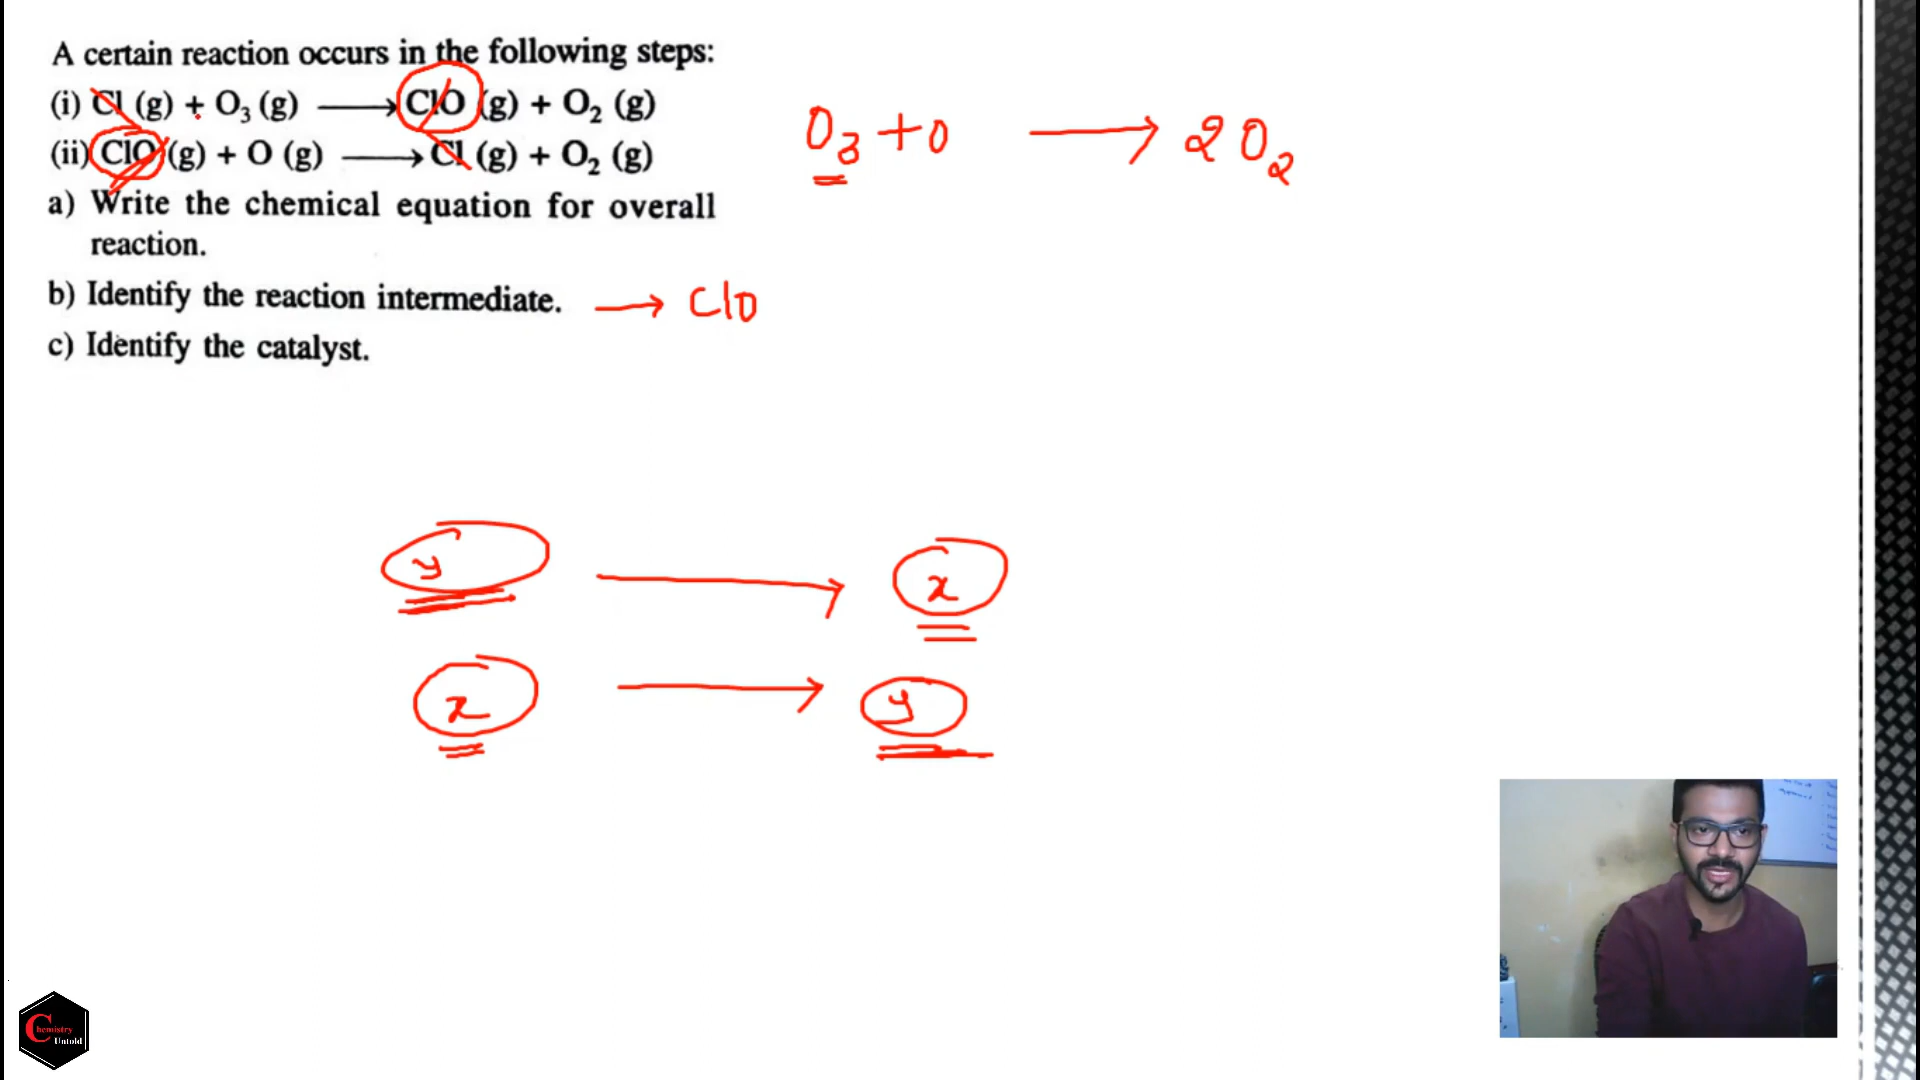 A certain reaction occurs in the following steps:
(i) Cl (g) + O₃ (g) ⟶ ClO (g) + O₂ (g)
(ii) ClO (g) + O (g) ⟶ Cl (g) + O₂ (g)
a) Write the chemical equation for overall
reaction.
b) Identify the reaction intermediate. → ClO
c) Identify the catalyst.
O₃ + O ⟶ 2O₂
y ⟶ x
x ⟶ y
Chemistry
Untold